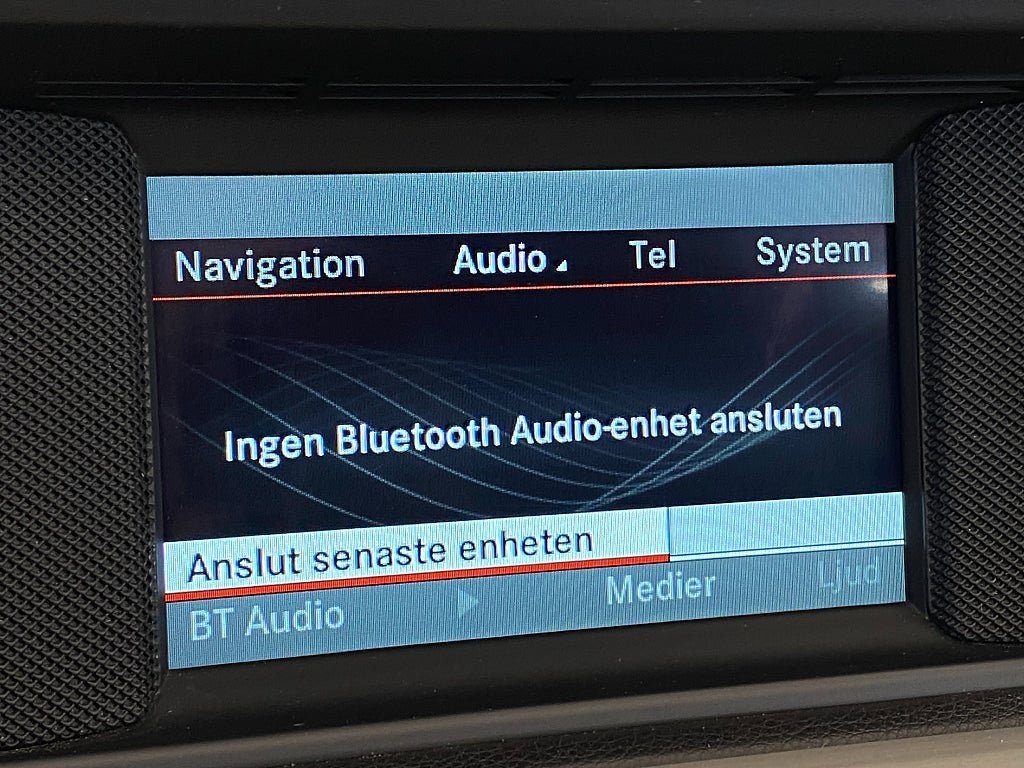 Navigation Audio Tel System
Ingen Bluetooth Audio-enhet ansluten
Anslut senaste enheten
BT Audio Medier Ljud